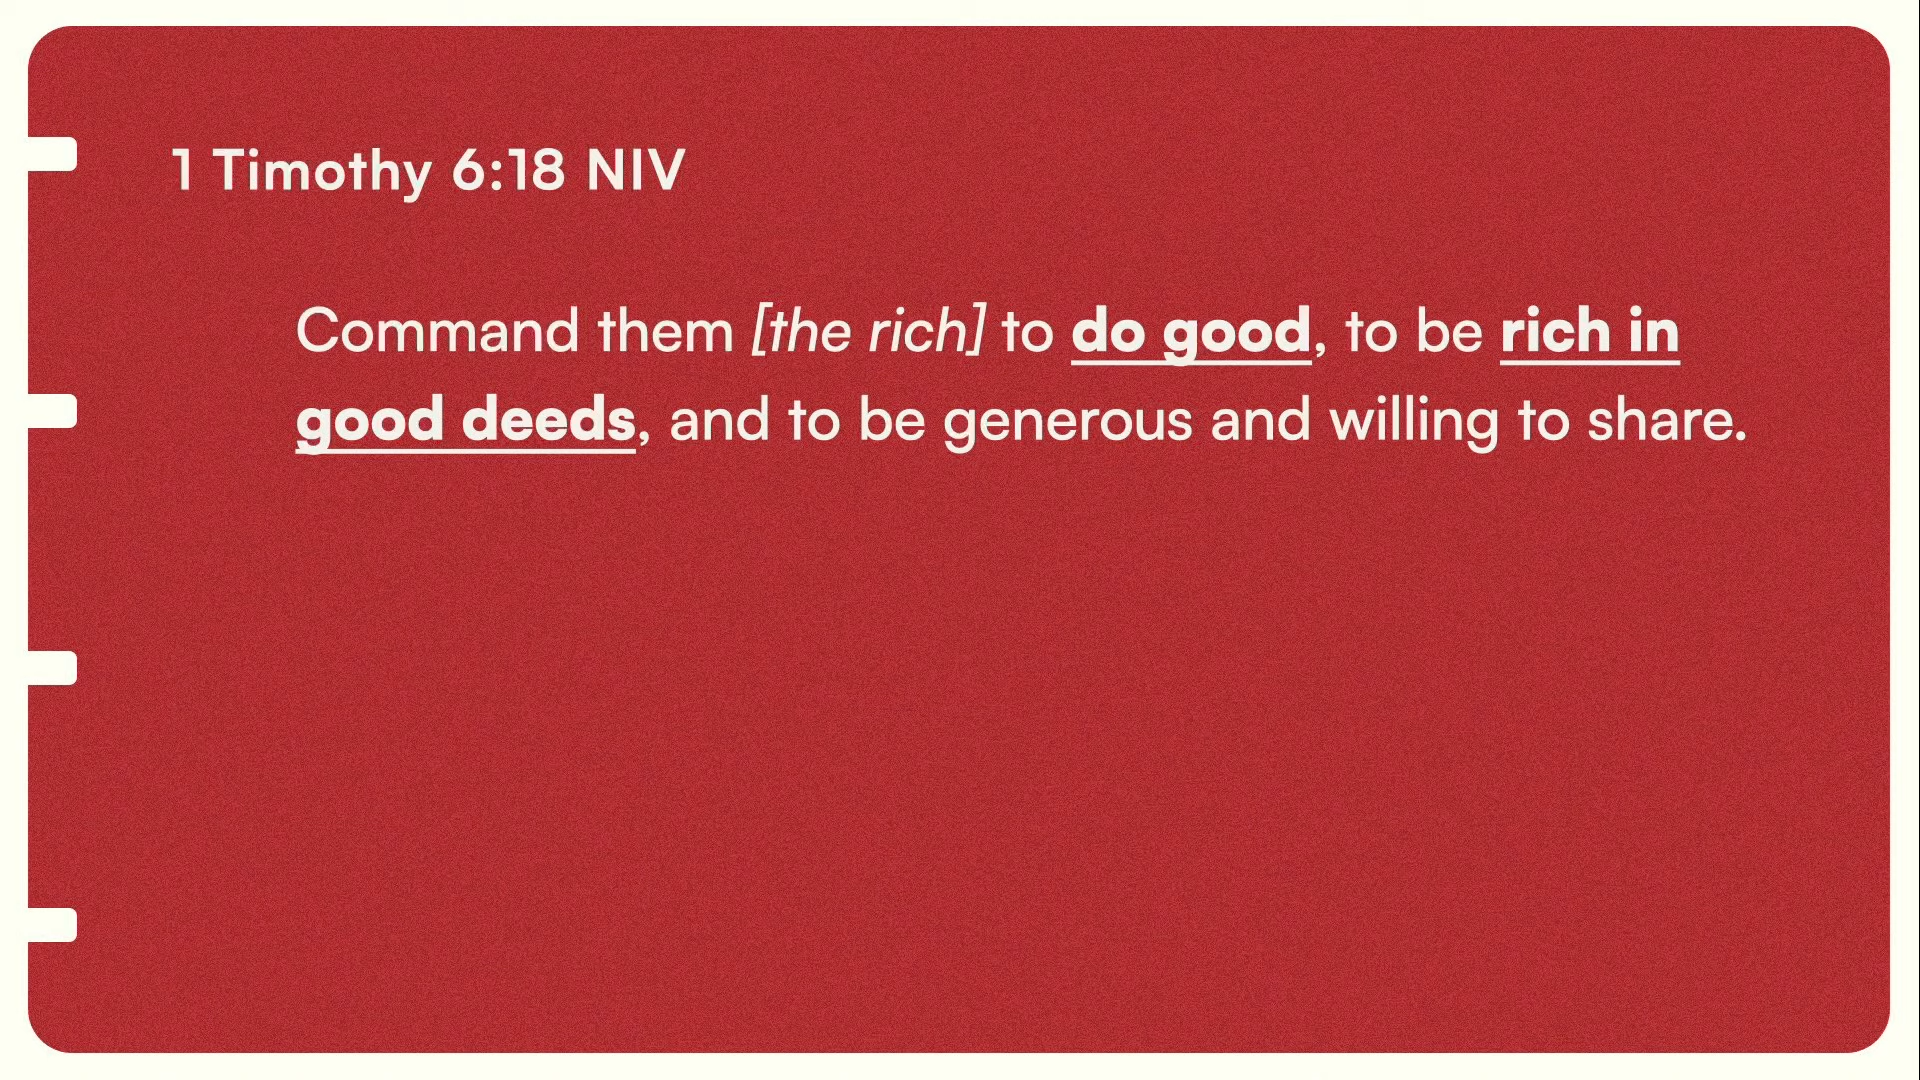 1 Timothy 6:18 NIV
Command them [the rich] to do good, to be rich in
good deeds, and to be generous and willing to share.